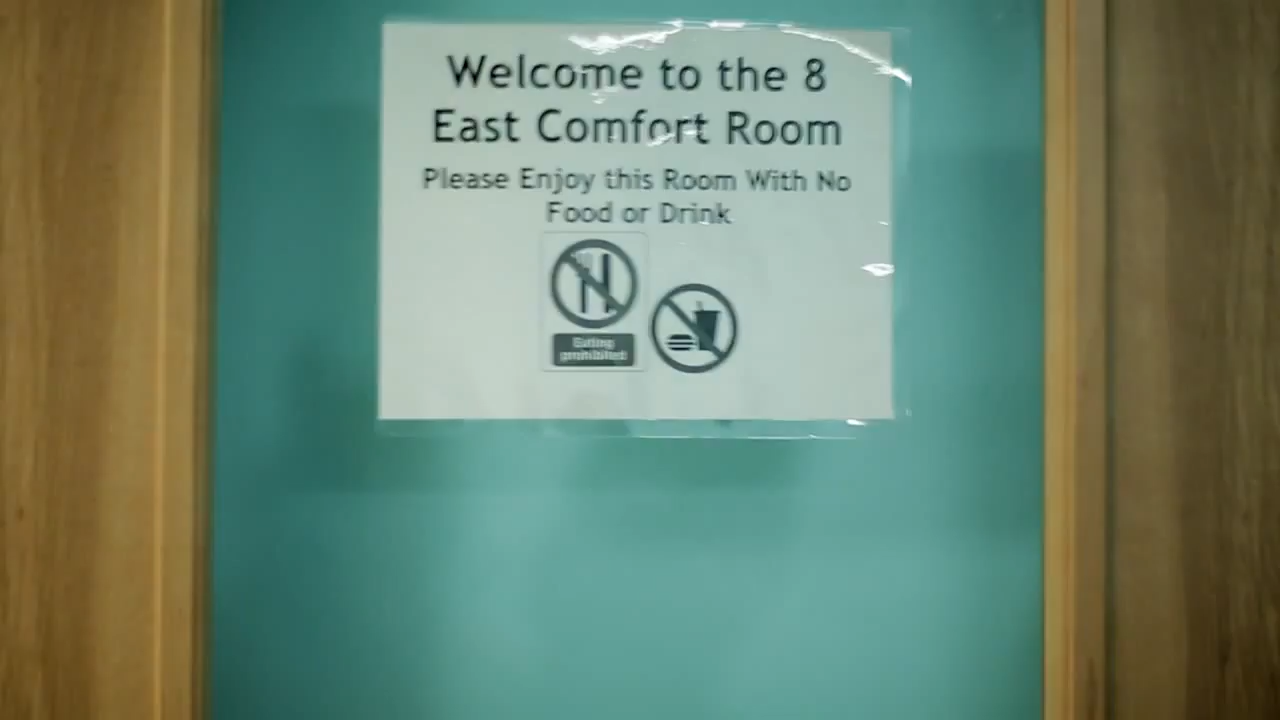 Welcome to the 8
East Comfort Room
Please Enjoy this Room With No
Food or Drink
Eating
prohibited